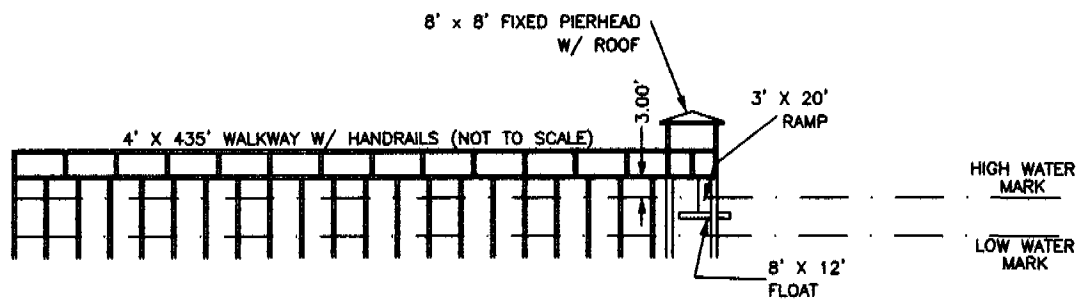 8' x 8' FIXED PIERHEAD
W/ ROOF
3.00'
3' X 20'
RAMP
4' X 435' WALKWAY W/ HANDRAILS (NOT TO SCALE)
HIGH WATER
MARK
LOW WATER
MARK
8' X 12'
FLOAT